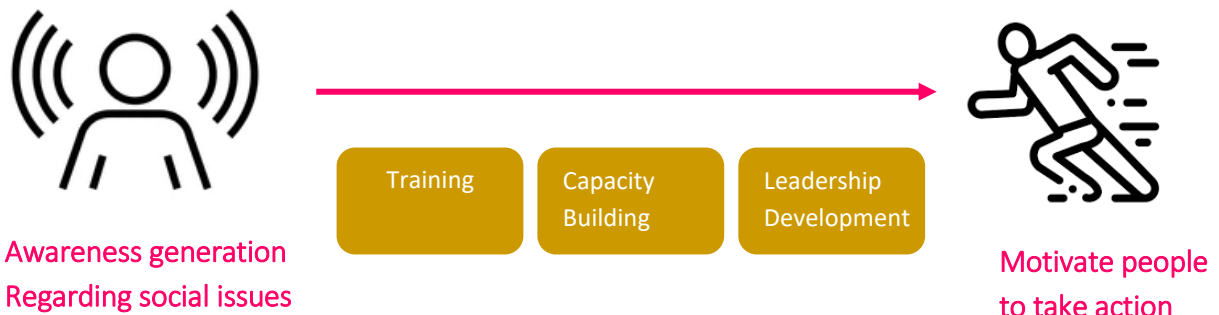 Training
Capacity
Building
Leadership
Development
Awareness generation
Regarding social issues
Motivate people
to take action